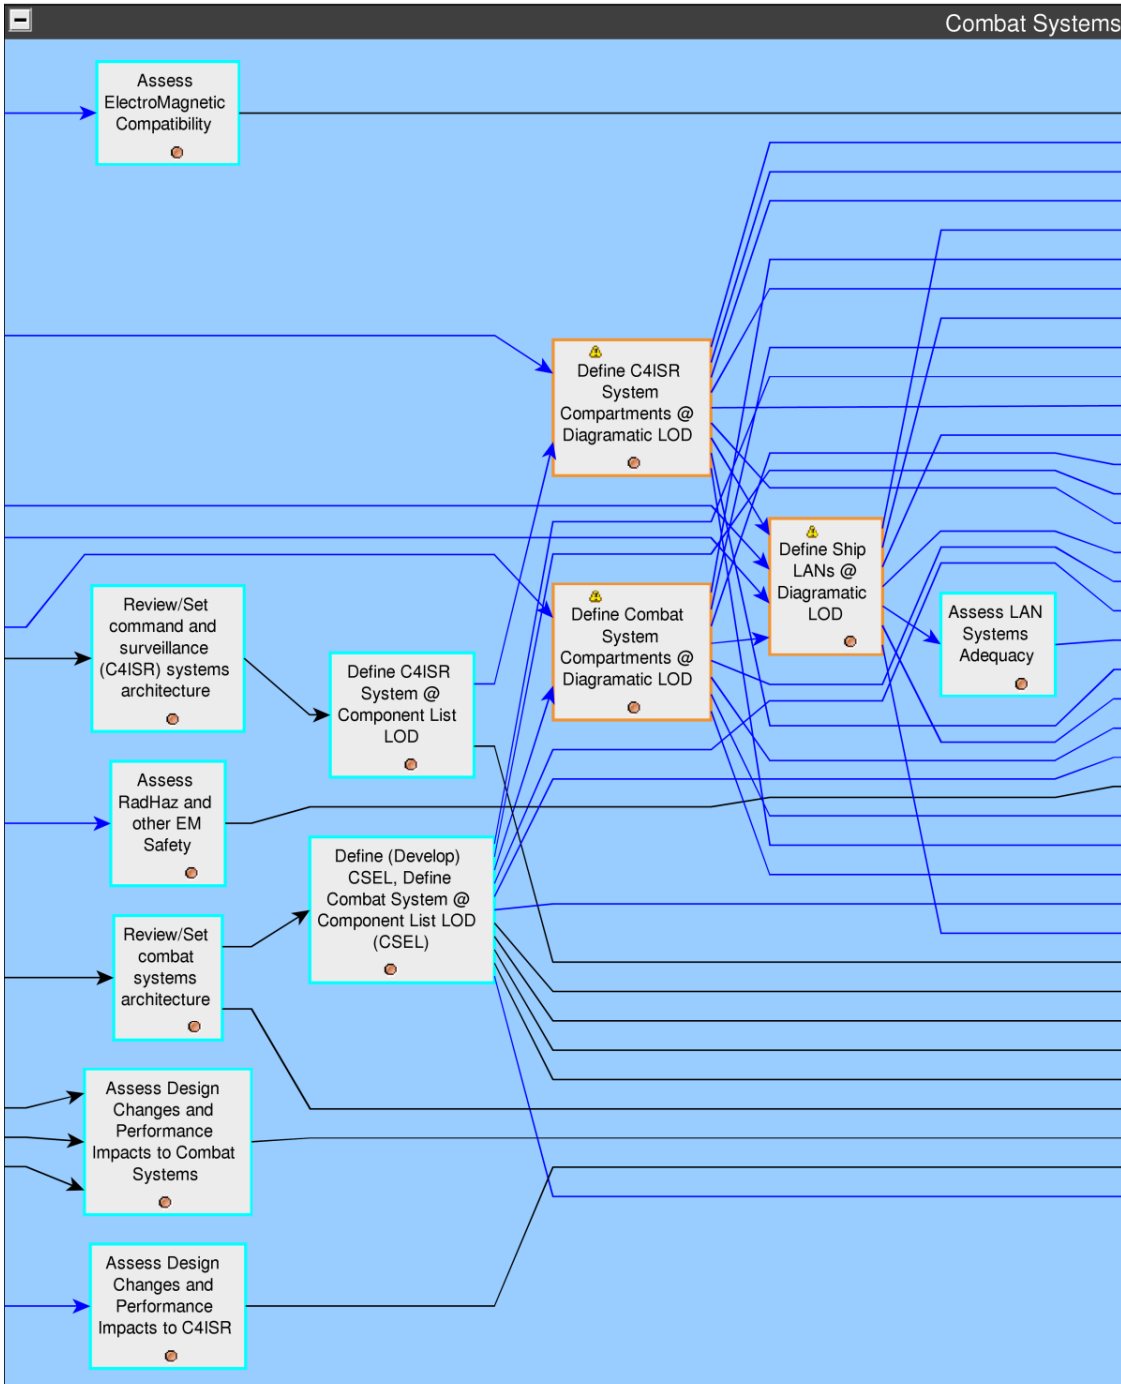 Combat Systems
Assess
ElectroMagnetic
Compatibility
Define C4ISR
System
Compartments @
Diagramatic LOD
Define Ship
LANs @
Diagramatic
LOD
Define Combat
System
Compartments @
Diagramatic LOD
Assess LAN
Systems
Adequacy
Review/Set
command and
surveillance
(C4ISR) systems
architecture
Define C4ISR
System @
Component List
LOD
Assess
RadHaz and
other EM
Safety
Define (Develop)
CSEL, Define
Combat System @
Component List LOD
(CSEL)
Review/Set
combat
systems
architecture
Assess Design
Changes and
Performance
Impacts to Combat
Systems
Assess Design
Changes and
Performance
Impacts to C4ISR